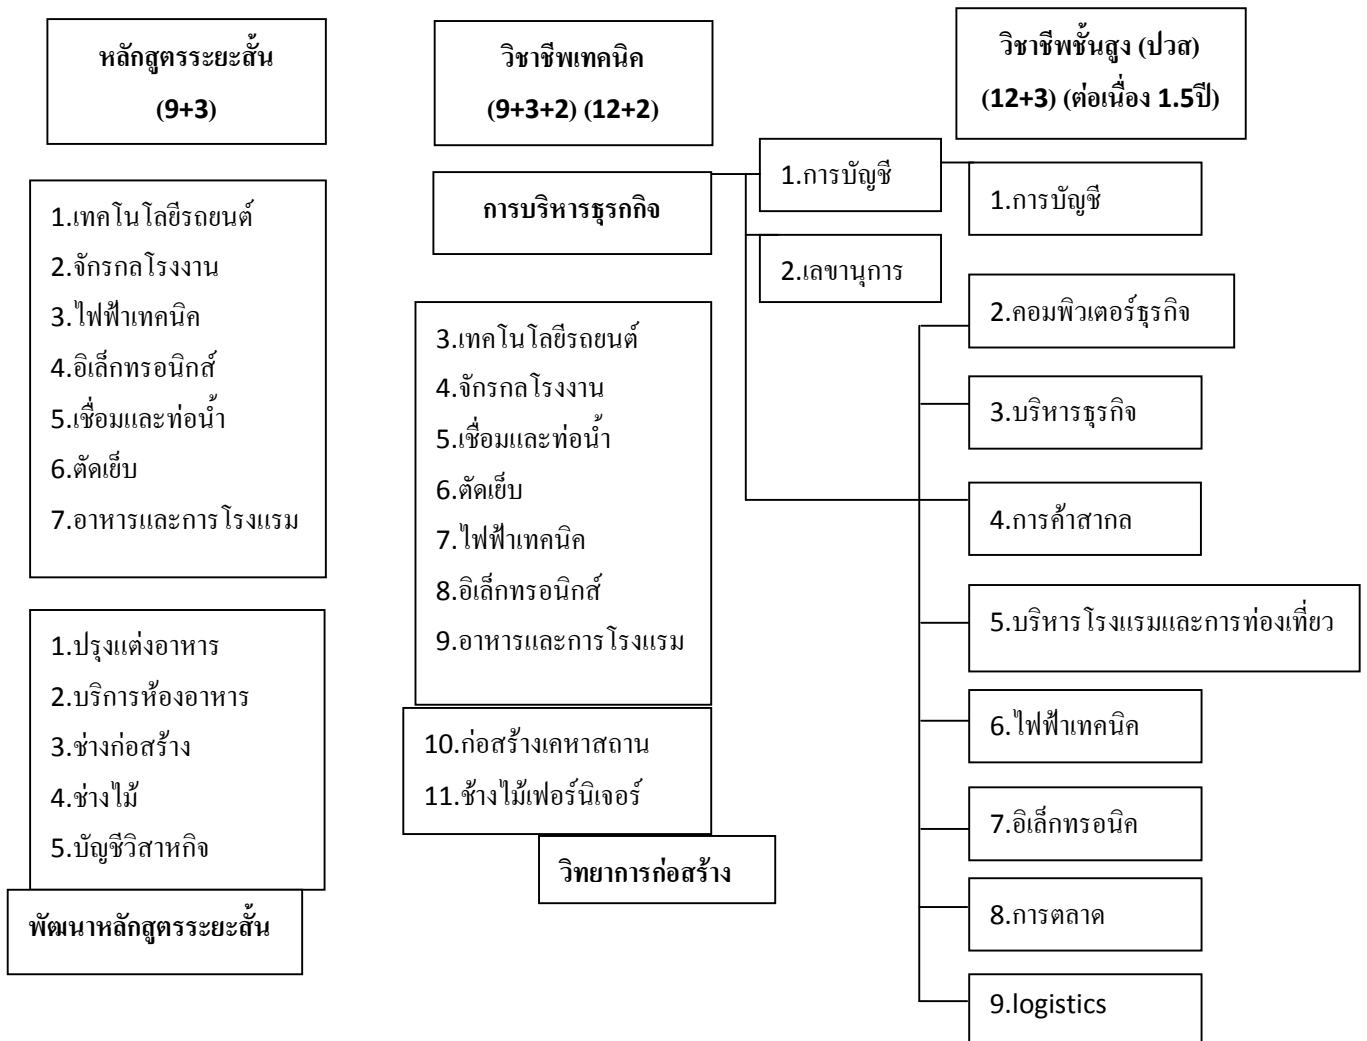 หลักสูตรระยะสั้น
(9+3)
1.เทคโนโลยีรถยนต์
2.จักรกลโรงงาน
3.ไฟฟ้าเทคนิค
4.อิเล็กทรอนิกส์
5.เชื่อมและท่อน้ำ
6.ตัดเย็บ
7.อาหารและการโรงแรม
1.ปรุงแต่งอาหาร
2.บริการห้องอาหาร
3.ช่างก่อสร้าง
4.ช่างไม้
5.บัญชีวิสาหกิจ
พัฒนาหลักสูตรระยะสั้น
วิชาชีพเทคนิค
(9+3+2) (12+2)
การบริหารธุรกกิจ
1.การบัญชี
2.เลขานุการ
3.เทคโนโลยีรถยนต์
4.จักรกลโรงงาน
5.เชื่อมและท่อน้ำ
6.ตัดเย็บ
7.ไฟฟ้าเทคนิค
8.อิเล็กทรอนิกส์
9.อาหารและการโรงแรม
10.ก่อสร้างเคหาสถาน
11.ช้างไม้เฟอร์นิเจอร์
วิทยาการก่อสร้าง
วิชาชีพชั้นสูง (ปวส)
(12+3) (ต่อเนื่อง 1.5ปี)
1.การบัญชี
2.คอมพิวเตอร์ธุรกิจ
3.บริหารธุรกิจ
4.การค้าสากล
5.บริหารโรงแรมและการท่องเที่ยว
6.ไฟฟ้าเทคนิค
7.อิเล็กทรอนิค
8.การตลาด
9.logistics